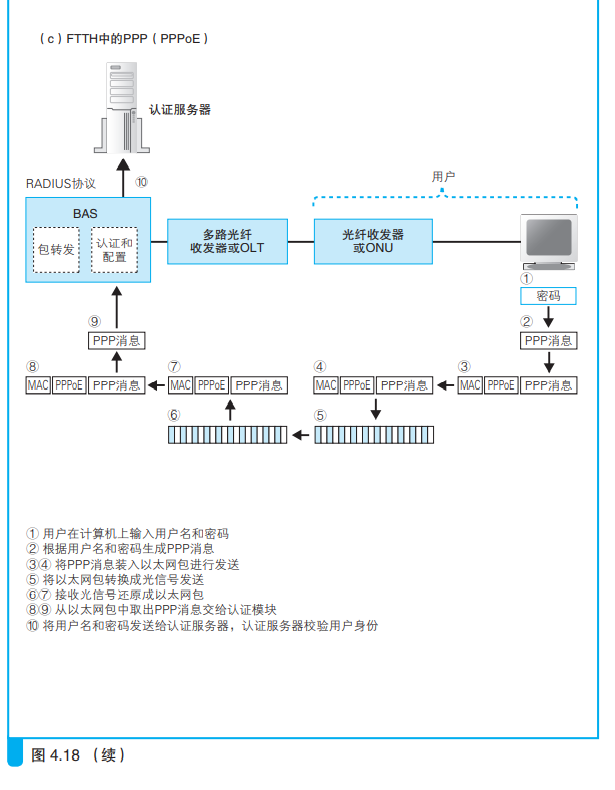 （c）FTTH中的PPP（PPPoE）
认证服务器
RADIUS协议
⑩
用户
BAS
包转发
认证和
配置
多路光纤
收发器或OLT
光纤收发器
或ONU
①
密码
⑨
②
PPP消息
PPP消息
⑧
⑦
④
③
MAC PPPoE PPP消息
MAC PPPoE PPP消息
MAC PPPoE PPP消息
MAC PPPoE PPP消息
⑥
⑤
① 用户在计算机上输入用户名和密码
② 根据用户名和密码生成PPP消息
③④ 将PPP消息装入以太网包进行发送
⑤ 将以太网包转换成光信号发送
⑥⑦ 接收光信号还原成以太网包
⑧⑨ 从以太网包中取出PPP消息交给认证模块
⑩ 将用户名和密码发送给认证服务器，认证服务器校验用户身份
图 4.18 （续）